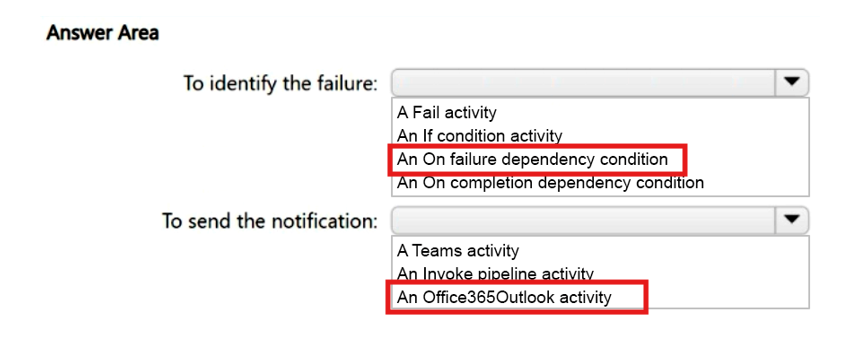 Answer Area
To identify the failure:
A Fail activity
An If condition activity
An On failure dependency condition
An On completion dependency condition
To send the notification:
A Teams activity
An Invoke pipeline activity
An Office365Outlook activity